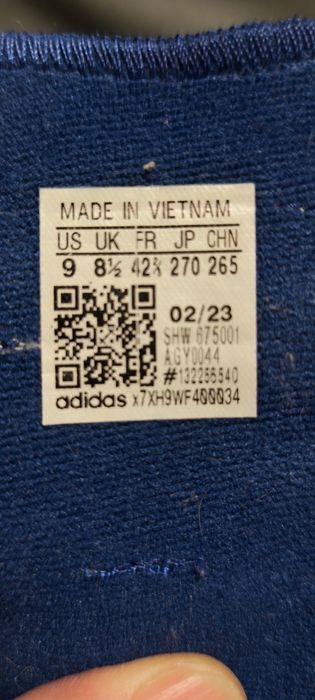 MADE IN VIETNAM
US UK FR JP CHN
9 8½ 42⅔ 270 265
02/23
SHW 675001
AGY0044
#132256540
adidas x7XH9WF400034